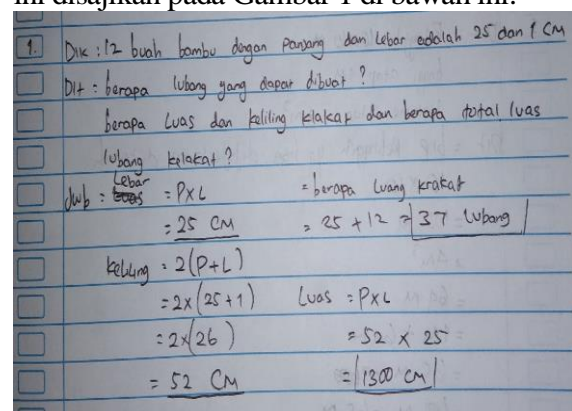 ini disajikan pada Gambar 1 di bawah ini.
1. Dik : 12 buah bambu dengan panjang dan lebar adalah 25 dan 1 CM
Dit : berapa lubang yang dapat dibuat ?
berapa Luas dan keliling klakat dan berapa total luas
lubang kelakat ?
Jwb : Lebar = P x L
= 25 CM
keliling = 2(P+L)
= 2x(25+1)
= 2x(26)
= 52 CM
= berapa luang krakat
= 25 + 12 = 37 lubang
Luas = P x L
= 52 x 25
= 1300 CM